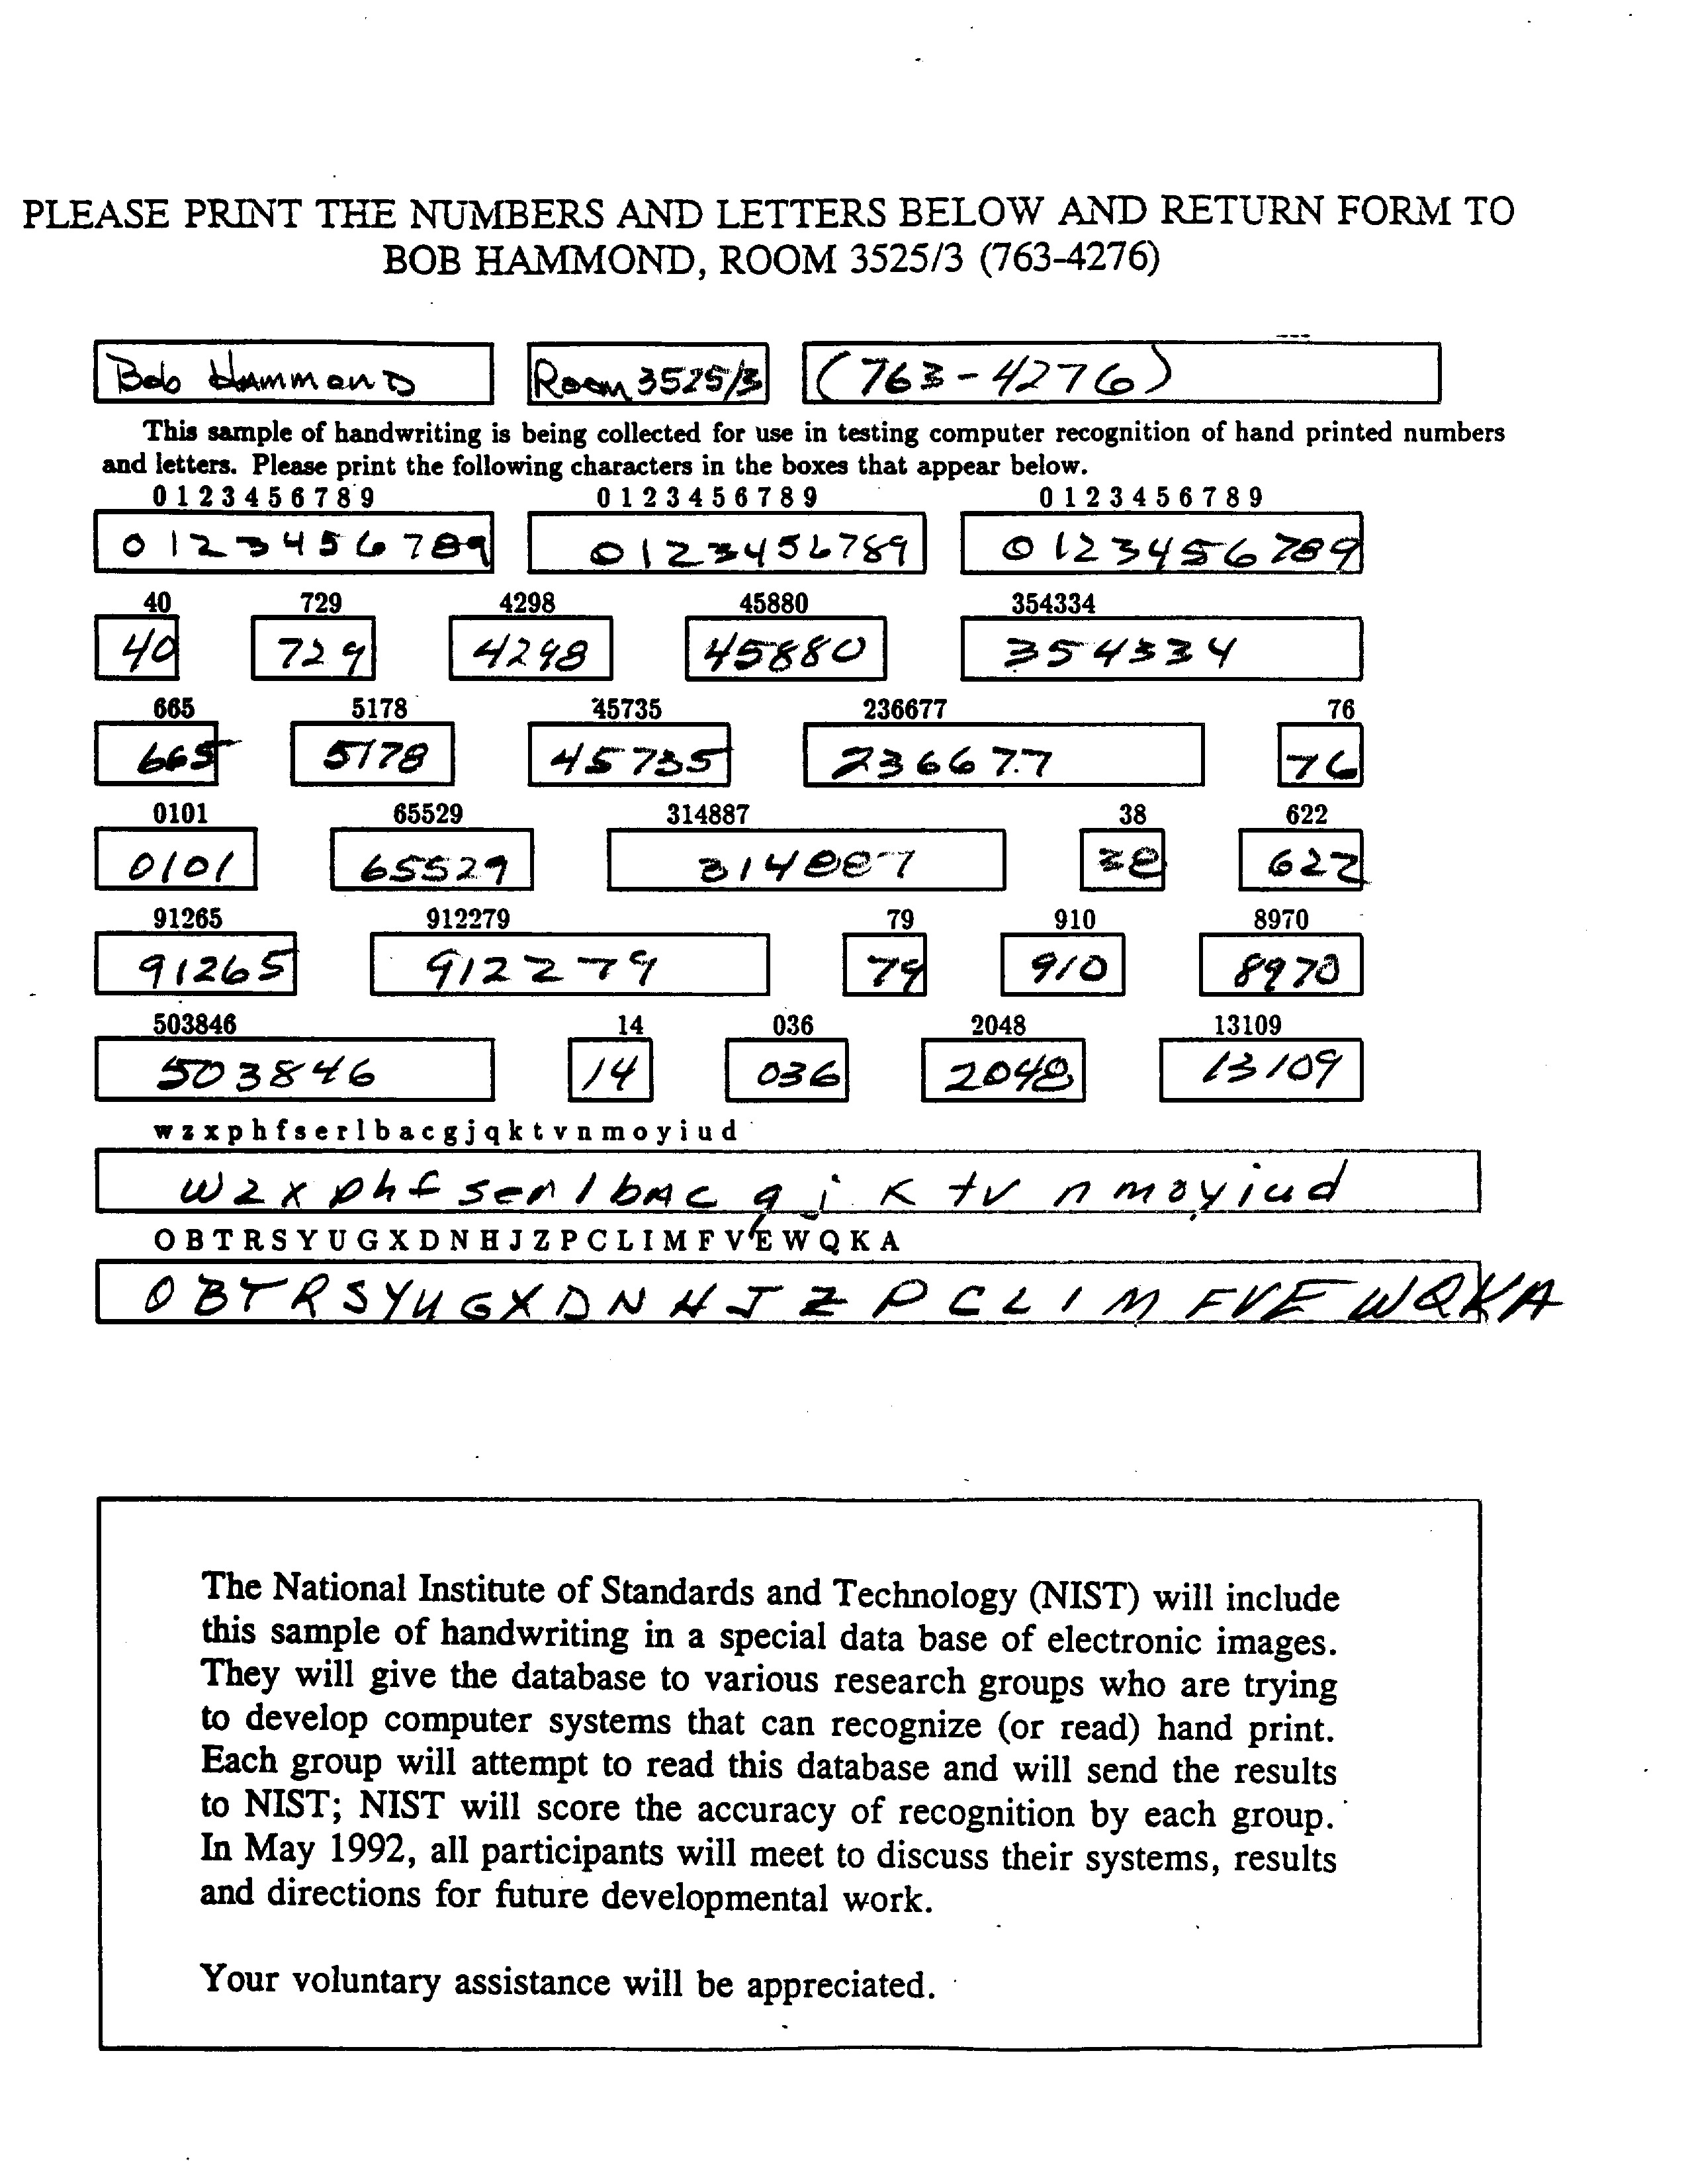 PLEASE PRINT THE NUMBERS AND LETTERS BELOW AND RETURN FORM TO
BOB HAMMOND, ROOM 3525/3 (763-4276)
Bob Hammond Room 3525/3 (763-4276)
This sample of handwriting is being collected for use in testing computer recognition of hand printed numbers
and letters. Please print the following characters in the boxes that appear below.
0 1 2 3 4 5 6 7 8 9 0 1 2 3 4 5 6 7 8 9 0 1 2 3 4 5 6 7 8 9
0123456789 0123456789 0123456789
40 729 4298 45880 354334
40 729 4298 45880 354334
665 5178 45735 236677 76
665 5178 45735 236677 76
0101 65529 314887 38 622
0101 65529 314887 38 622
91265 912279 79 910 8970
91265 912279 79 910 8970
503846 14 036 2048 13109
503846 14 036 2048 13109
w z x p h f s e r l b a c g j q k t v n m o y i u d
w z x p h f s e r l b A c g j K t v n m o y i u d
O B T R S Y U G X D N H J Z P C L I M F V E W Q K A
O B T R S Y U G X D N H J Z P C L I M F V E W Q K A
The National Institute of Standards and Technology (NIST) will include
this sample of handwriting in a special data base of electronic images.
They will give the database to various research groups who are trying
to develop computer systems that can recognize (or read) hand print.
Each group will attempt to read this database and will send the results
to NIST; NIST will score the accuracy of recognition by each group.
In May 1992, all participants will meet to discuss their systems, results
and directions for future developmental work.
Your voluntary assistance will be appreciated.